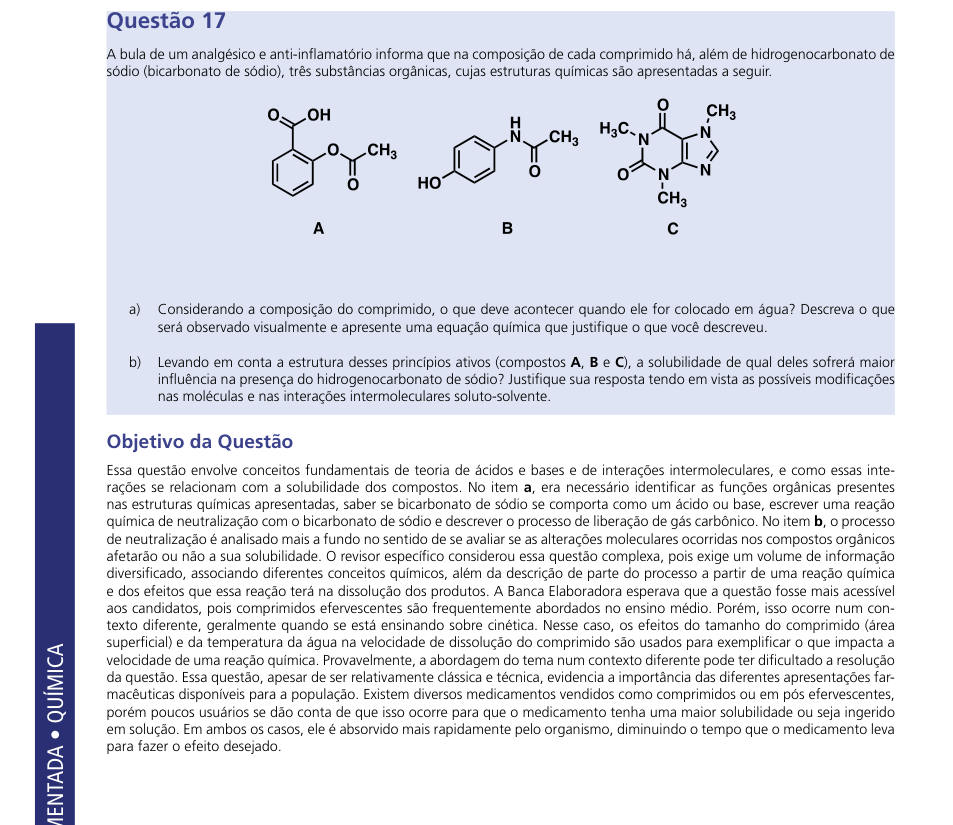 Questão 17
A bula de um analgésico e anti-inflamatório informa que na composição de cada comprimido há, além de hidrogenocarbonato de
sódio (bicarbonato de sódio), três substâncias orgânicas, cujas estruturas químicas são apresentadas a seguir.
O OH
O CH3
O
A
H
N CH3
O
HO
B
O CH3
H3C N N
O N N
CH3
C
a) Considerando a composição do comprimido, o que deve acontecer quando ele for colocado em água? Descreva o que
será observado visualmente e apresente uma equação química que justifique o que você descreveu.
b) Levando em conta a estrutura desses princípios ativos (compostos A, B e C), a solubilidade de qual deles sofrerá maior
influência na presença do hidrogenocarbonato de sódio? Justifique sua resposta tendo em vista as possíveis modificações
nas moléculas e nas interações intermoleculares soluto-solvente.
Objetivo da Questão
Essa questão envolve conceitos fundamentais de teoria de ácidos e bases e de interações intermoleculares, e como essas inte-
rações se relacionam com a solubilidade dos compostos. No item a, era necessário identificar as funções orgânicas presentes
nas estruturas químicas apresentadas, saber se bicarbonato de sódio se comporta como um ácido ou base, escrever uma reação
química de neutralização com o bicarbonato de sódio e descrever o processo de liberação de gás carbônico. No item b, o processo
de neutralização é analisado mais a fundo no sentido de se avaliar se as alterações moleculares ocorridas nos compostos orgânicos
afetarão ou não a sua solubilidade. O revisor específico considerou essa questão complexa, pois exige um volume de informação
diversificado, associando diferentes conceitos químicos, além da descrição de parte do processo a partir de uma reação química
e dos efeitos que essa reação terá na dissolução dos produtos. A Banca Elaboradora esperava que a questão fosse mais acessível
aos candidatos, pois comprimidos efervescentes são frequentemente abordados no ensino médio. Porém, isso ocorre num con-
texto diferente, geralmente quando se está ensinando sobre cinética. Nesse caso, os efeitos do tamanho do comprimido (área
superficial) e da temperatura da água na velocidade de dissolução do comprimido são usados para exemplificar o que impacta a
velocidade de uma reação química. Provavelmente, a abordagem do tema num contexto diferente pode ter dificultado a resolução
da questão. Essa questão, apesar de ser relativamente clássica e técnica, evidencia a importância das diferentes apresentações far-
macêuticas disponíveis para a população. Existem diversos medicamentos vendidos como comprimidos ou em pós efervescentes,
porém poucos usuários se dão conta de que isso ocorre para que o medicamento tenha uma maior solubilidade ou seja ingerido
em solução. Em ambos os casos, ele é absorvido mais rapidamente pelo organismo, diminuindo o tempo que o medicamento leva
para fazer o efeito desejado.
MENTADA • QUÍMICA